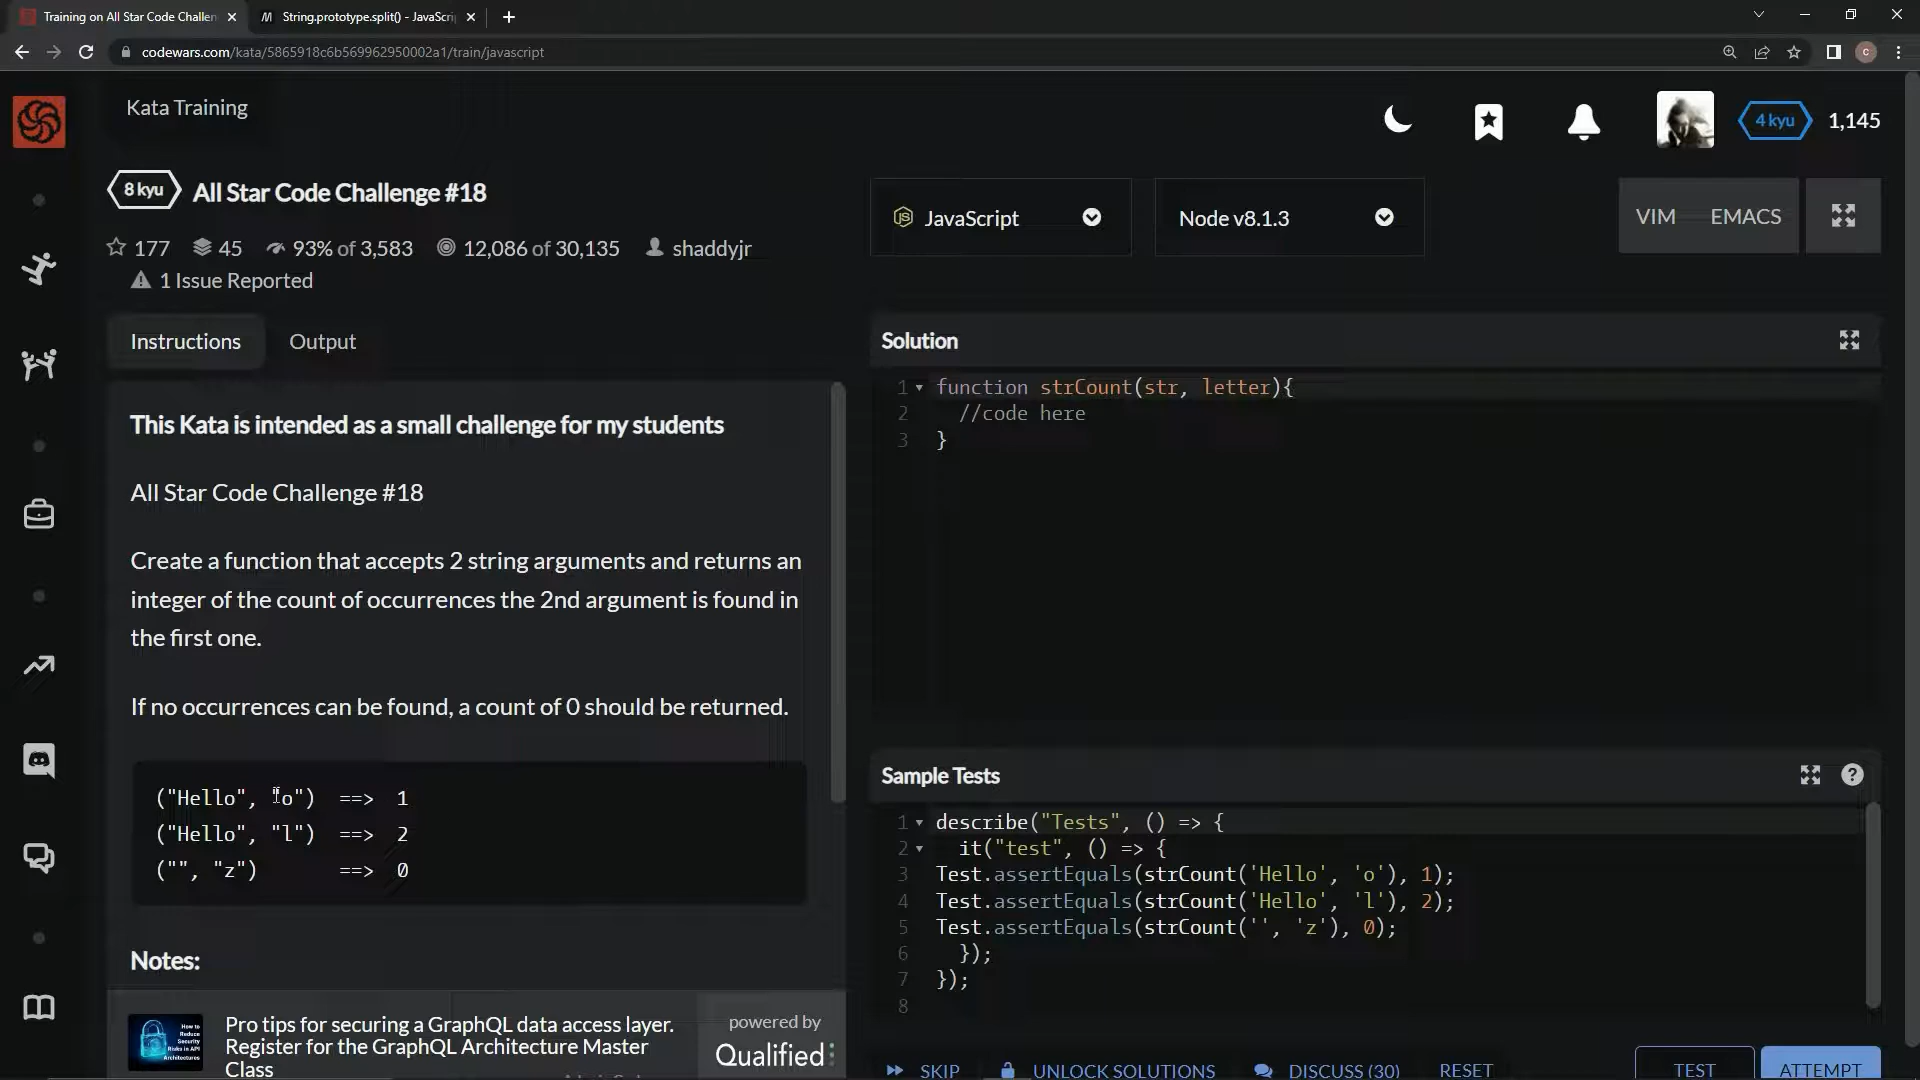 Training on All Star Code Challen
String.prototype.split() - JavaScri
codewars.com/kata/5865918c6b569962950002a1/train/javascript
C
Kata Training
4 kyu
1,145
8 kyu
All Star Code Challenge #18
177
45
93% of 3,583
12,086 of 30,135
shaddyjr
1 Issue Reported
JavaScript
Node v8.1.3
VIM
EMACS
Instructions
Output
This Kata is intended as a small challenge for my students
All Star Code Challenge #18
Create a function that accepts 2 string arguments and returns an
integer of the count of occurrences the 2nd argument is found in
the first one.
If no occurrences can be found, a count of 0 should be returned.
("Hello", "o") ==> 1
("Hello", "l") ==> 2
("", "z") ==> 0
Notes:
How to
Reduce
Security
Risks in API
Architectures
Pro tips for securing a GraphQL data access layer.
Register for the GraphQL Architecture Master
Class
powered by
Qualified
Solution
1 function strCount(str, letter){
2 //code here
3 }
Sample Tests
1 describe("Tests", () => {
2 it("test", () => {
3 Test.assertEquals(strCount('Hello', 'o'), 1);
4 Test.assertEquals(strCount('Hello', 'l'), 2);
5 Test.assertEquals(strCount('', 'z'), 0);
6 });
7 });
8
SKIP
UNLOCK SOLUTIONS
DISCUSS (30)
RESET
TEST
ATTEMPT